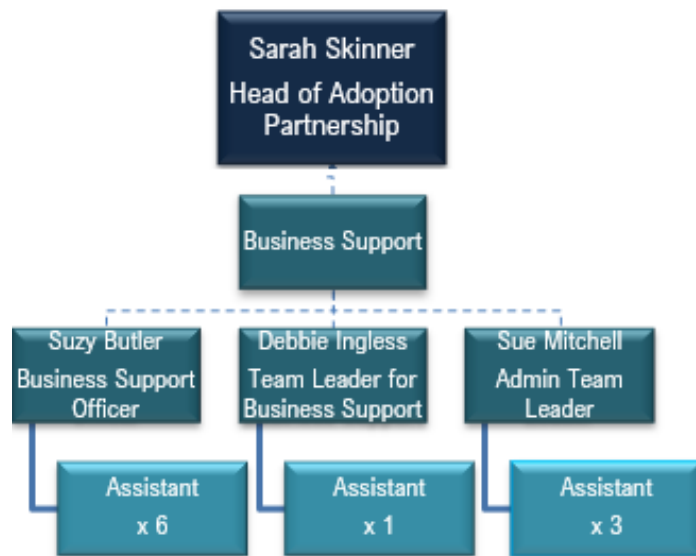 Sarah Skinner
Head of Adoption
Partnership
Business Support
Suzy Butler
Business Support
Officer
Debbie Ingless
Team Leader for
Business Support
Sue Mitchell
Admin Team
Leader
Assistant
x 6
Assistant
x 1
Assistant
x 3